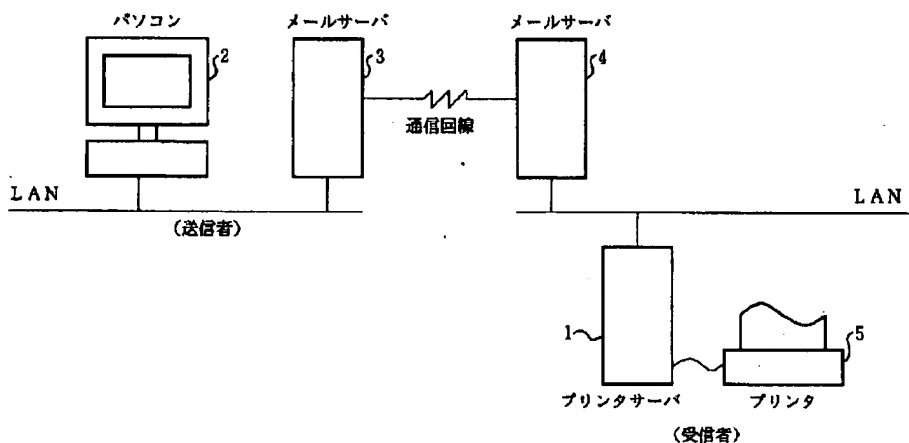 パソコン
メールサーバ
メールサーバ
2
3
4
通信回線
LAN
LAN
(送信者)
1
5
プリンタサーバ
プリンタ
(受信者)